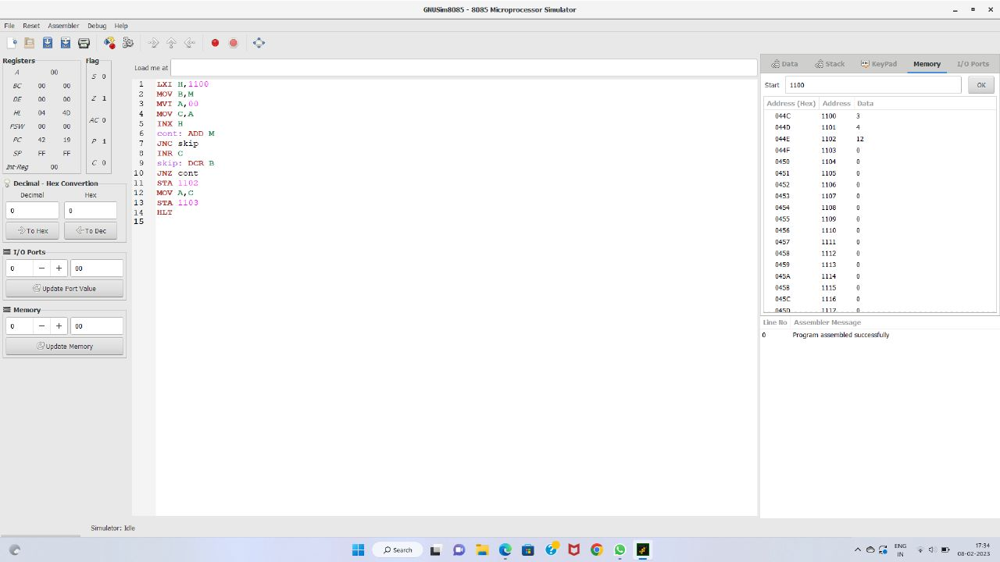 GNUSim8085 - 8085 Microprocessor Simulator
File Reset Assembler Debug Help
Registers
A 00
BC 00 00
DE 00 00
HL 04 4D
PSW 00 00
PC 42 19
SP FF FF
Int-Reg 00
Flag
S 0
Z 1
AC 0
P 1
C 0
Decimal - Hex Convertion
Decimal Hex
0 0
To Hex To Dec
I/O Ports
0 − + 00
Update Port Value
Memory
0 − + 00
Update Memory
Load me at
1 LXI H,1100
2 MOV B,M
3 MVI A,00
4 MOV C,A
5 INX H
6 cont: ADD M
7 JNC skip
8 INR C
9 skip: DCR B
10 JNZ cont
11 STA 1102
12 MOV A,C
13 STA 1103
14 HLT
15
Data Stack KeyPad Memory I/O Ports
Start 1100 OK
Address (Hex) Address Data
044C 1100 3
044D 1101 4
044E 1102 12
044F 1103 0
0450 1104 0
0451 1105 0
0452 1106 0
0453 1107 0
0454 1108 0
0455 1109 0
0456 1110 0
0457 1111 0
0458 1112 0
0459 1113 0
045A 1114 0
045B 1115 0
045C 1116 0
045D 1117 0
Line No Assembler Message
0 Program assembled successfully
Simulator: Idle
Search
ENG
IN
17:34
08-02-2023